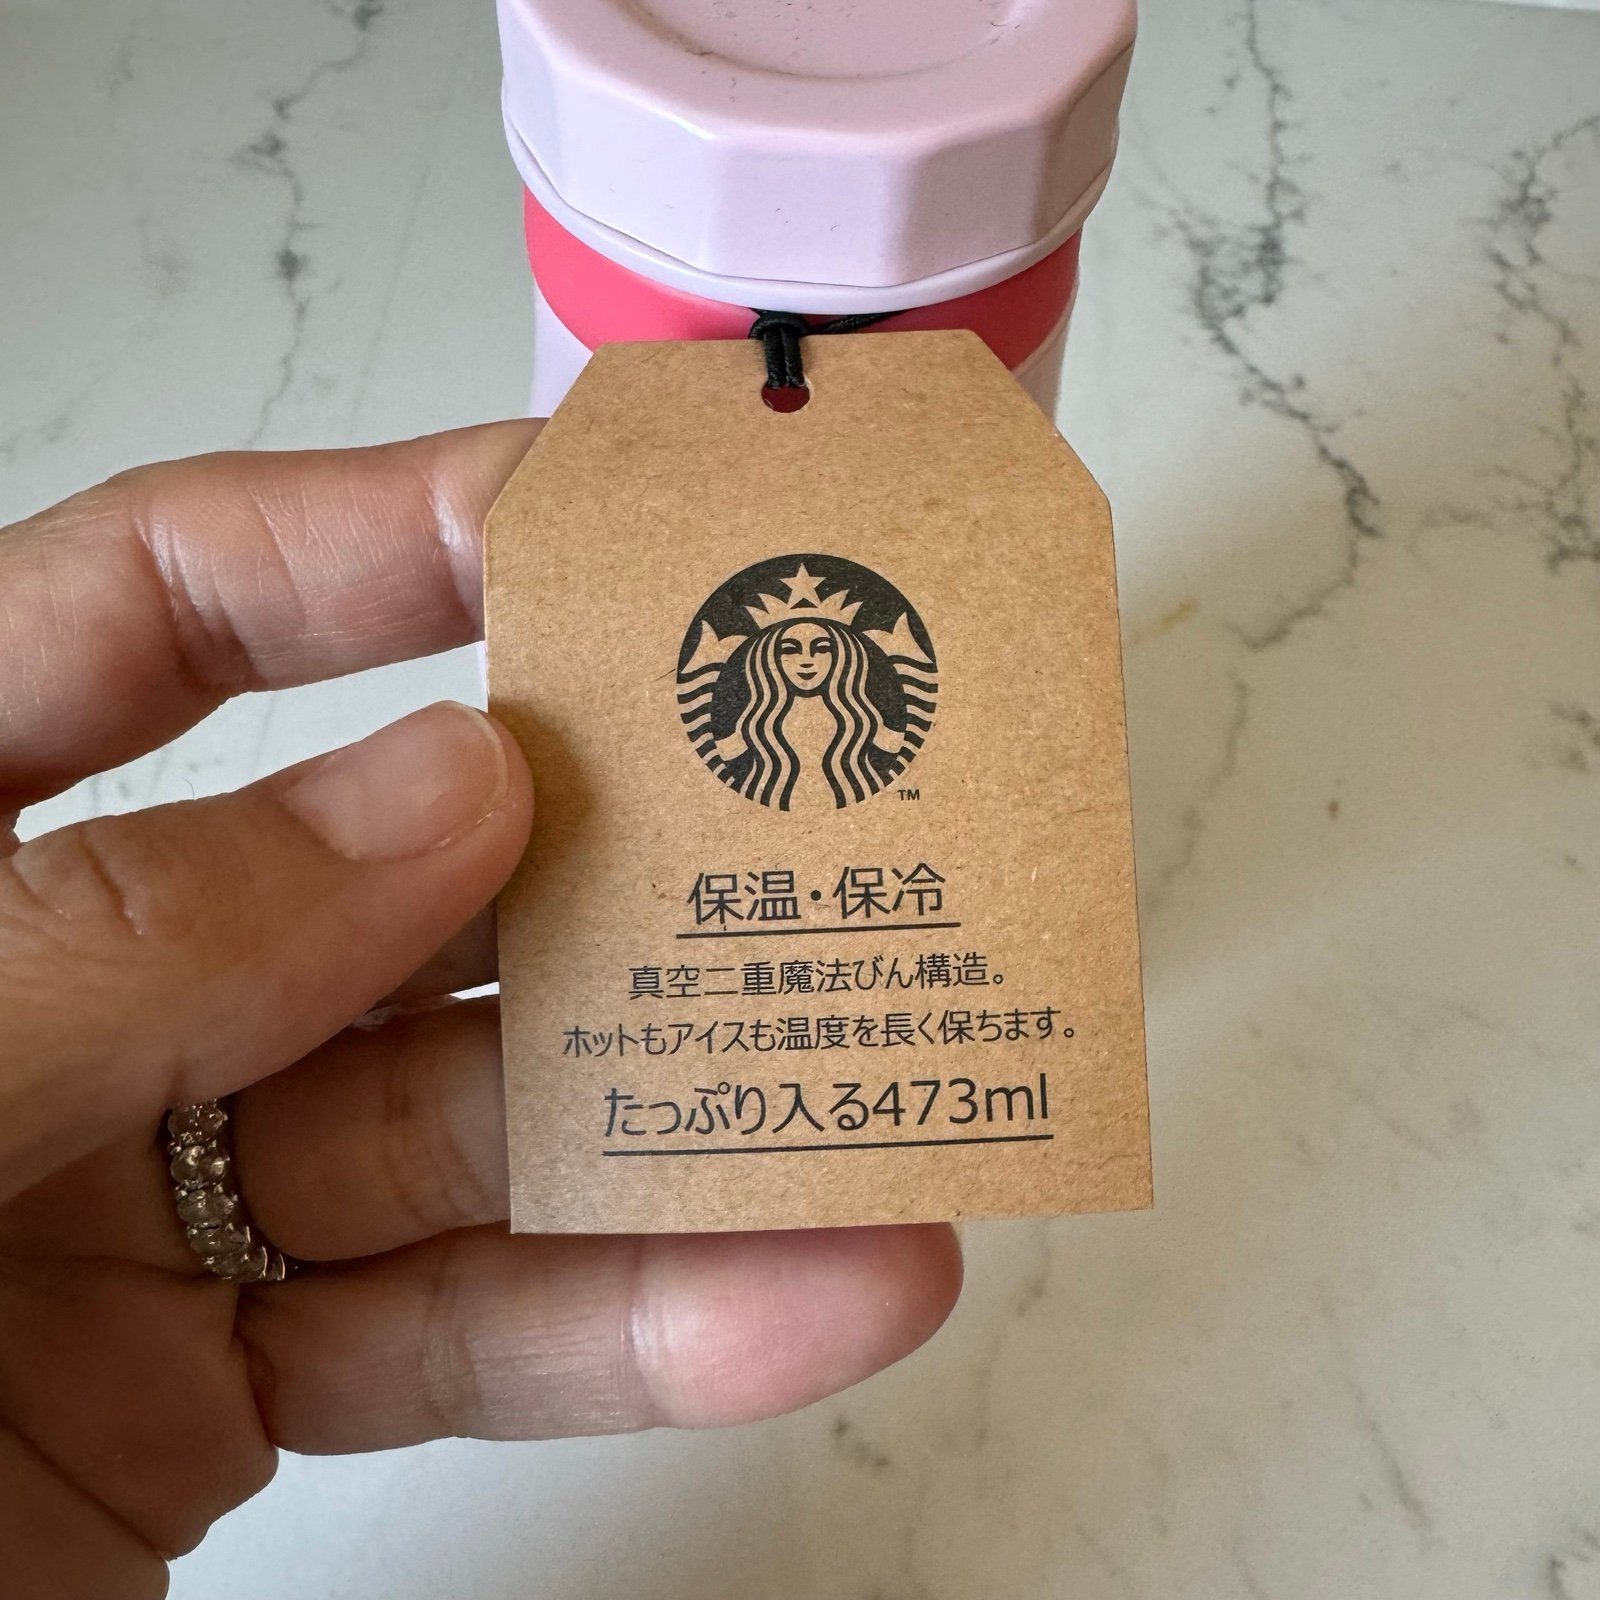 TM
保温・保冷
真空二重魔法びん構造。
ホットもアイスも温度を長く保ちます。
たっぷり入る473ml